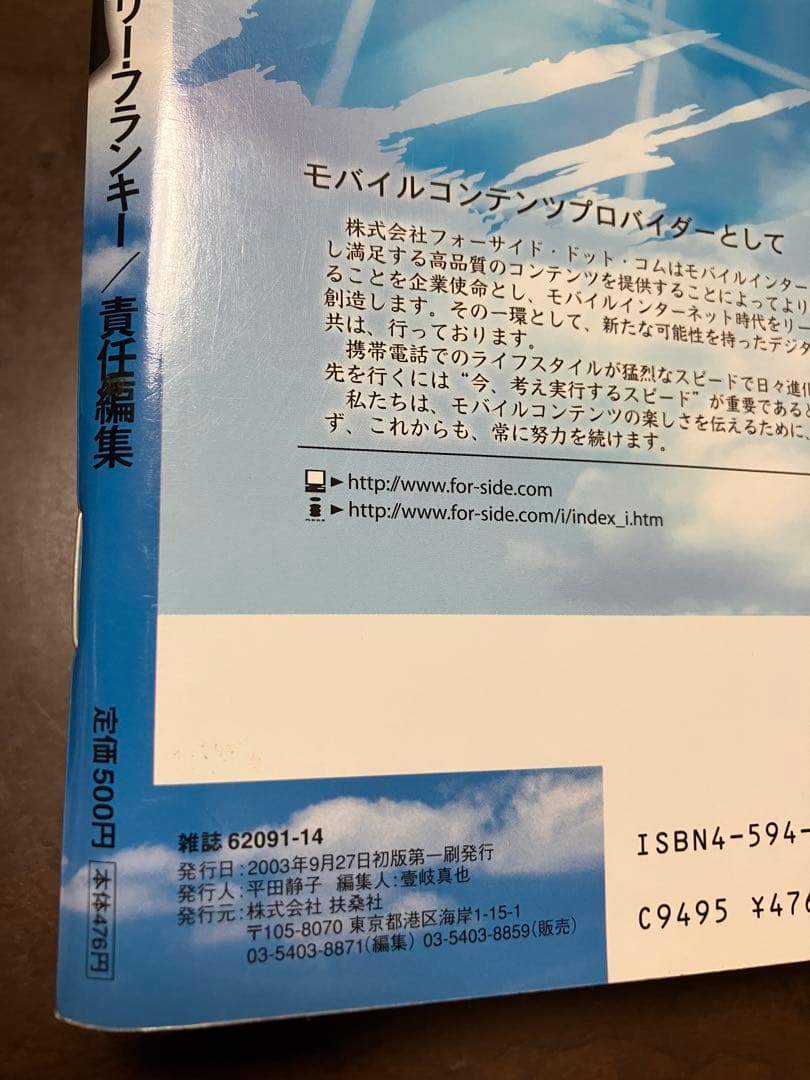 リー・フランキー／責任編集
定価500円
本体476円
モバイルコンテンツプロバイダーとして
株式会社フォーサイド・ドット・コムはモバイルインター
し満足する高品質のコンテンツを提供することによってより
ることを企業使命とし、モバイルインターネット時代をリー
創造します。その一環として、新たな可能性を持ったデジタ
共は、行っております。
携帯電話でのライフスタイルが猛烈なスピードで日々進化
先を行くには“今、考え実行するスピード”が重要であると
私たちは、モバイルコンテンツの楽しさを伝えるために、
ず、これからも、常に努力を続けます。
►http://www.for-side.com
►http://www.for-side.com/i/index_i.htm
雑誌 62091-14
発行日：2003年9月27日初版第一刷発行
発行人：平田静子 編集人：壹岐真也
発行元：株式会社 扶桑社
〒105-8070 東京都港区海岸1-15-1
03-5403-8871(編集) 03-5403-8859(販売)
ISBN4-594-
C9495 ¥476